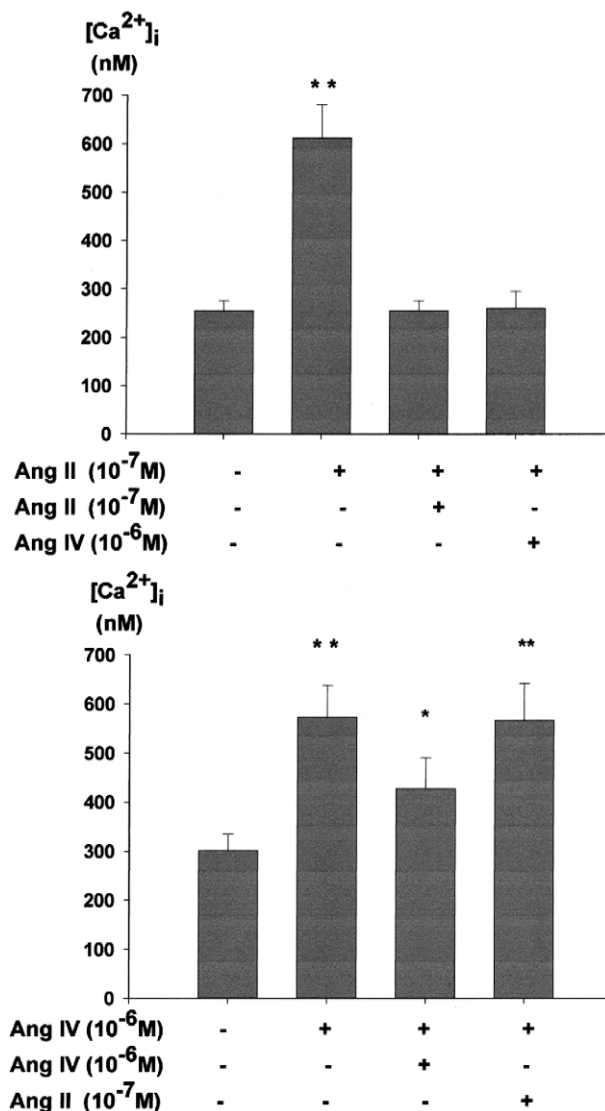 [Ca2+]i
(nM)
* *
700
600
500
400
300
200
100
0
Ang II (10-7M) - + + +
Ang II (10-7M) - - + -
Ang IV (10-6M) - - - +
[Ca2+]i
(nM)
700
600
500
400
300
200
100
0
* * * **
Ang IV (10-6M) - + + +
Ang IV (10-6M) - - + -
Ang II (10-7M) - - - +